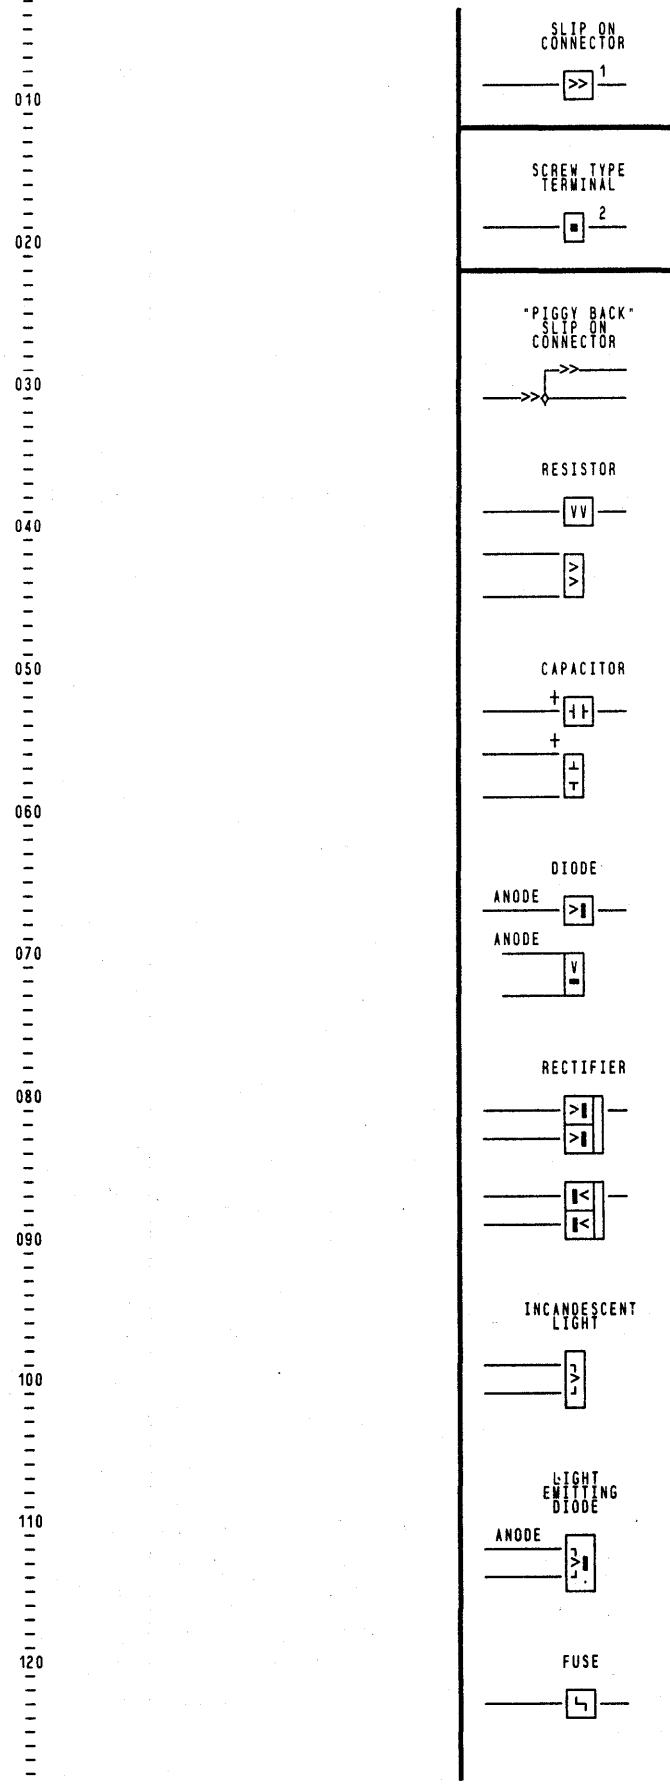 SLIP ON
CONNECTOR
>> 1
010
SCREW TYPE
TERMINAL
2
020
"PIGGY BACK"
SLIP ON
CONNECTOR
>>
030
>>
RESISTOR
VV
040
>
>
050
CAPACITOR
+
+
060
DIODE
ANODE
>
ANODE
070
V
RECTIFIER
080
>
>
<
<
090
INCANDESCENT
LIGHT
100
>
LIGHT
EMITTING
DIODE
110
ANODE
>
120
FUSE